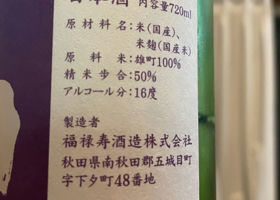 日本酒 内容量720ml
原材料名:米(国産)、
米麹(国産米)
原料米:雄町100%
精米歩合:50%
アルコール分:16度
製造者
福禄寿酒造株式会社
秋田県南秋田郡五城目町
字下夕町48番地